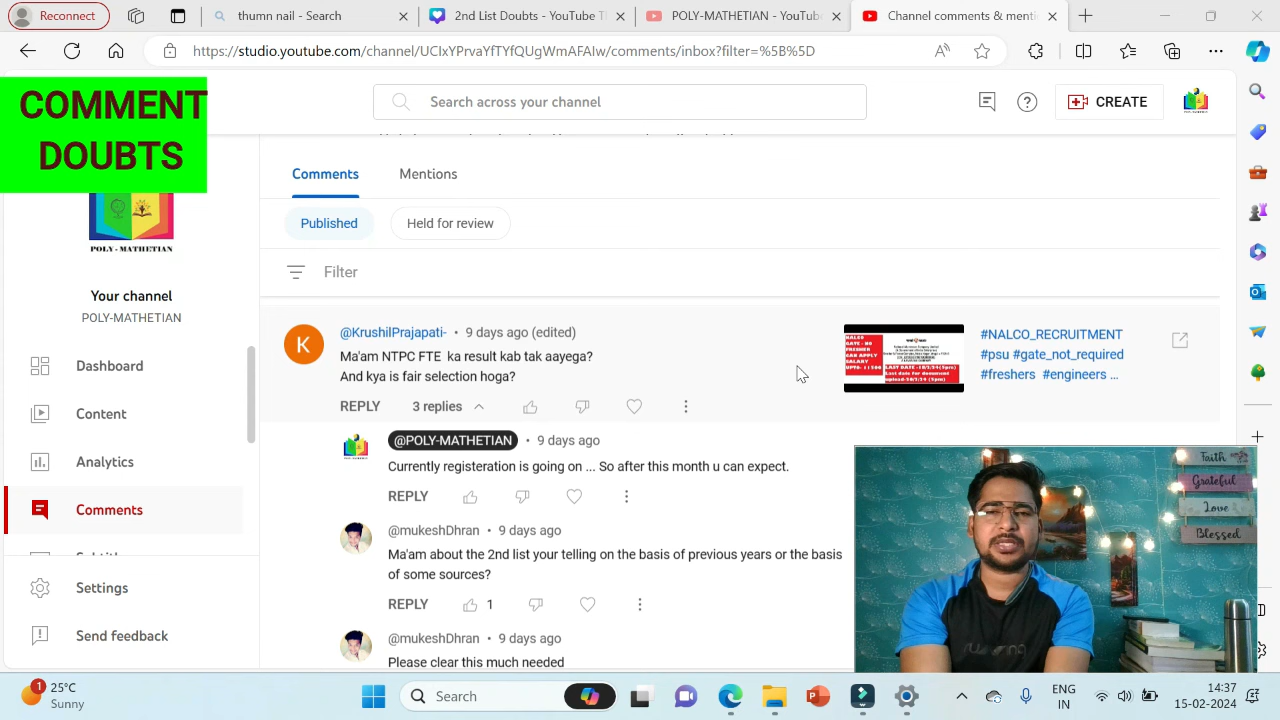 Personal
Comments
2nd List Doubts - YouTube T
POLY-MATHETIAN - YouTube
Channel comments & menti
https://studio.youtube.com/channel/UCIxYPrvaYfTYfQUgWmAFAIw/comments/inbox?filter=%5B%5D
COMMENT
DOUBTS
Search across your channel
CREATE
POLY - MATHETIAN
Your channel
POLY-MATHETIAN
Dashboard
Content
Analytics
Comments
Settings
Send feedback
Comments
Mentions
Published
Held for review
Filter
K
@KrushilPrajapati- • 9 days ago (edited)
Ma'am NTPC FTE ka result kab tak aayega?
And kya is fair selection hoga?
REPLY 3 replies
#NALCO_RECRUITMENT
#psu #gate_not_required
#freshers #engineers ...
@POLY-MATHETIAN • 9 days ago
Currently registeration is going on ... So after this month u can expect.
REPLY
@mukeshDhran • 9 days ago
Ma'am about the 2nd list your telling on the basis of previous years or the basis
of some sources?
REPLY 1
@mukeshDhran • 9 days ago
Please clear this much needed
Faith
Grateful
Love
Blessed
1
25°C
Sunny
Search
ENG
IN
14:37
15-02-2024